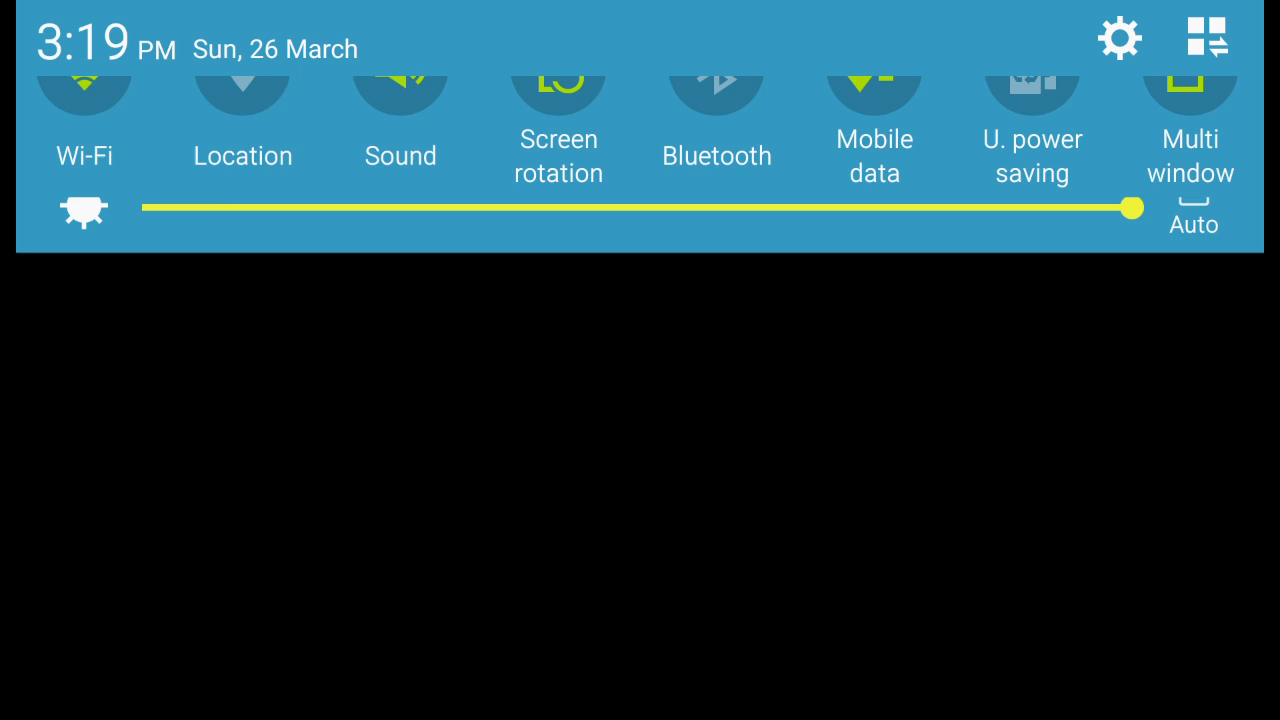 3:19 PM Sun, 26 March
Wi-Fi
Location
Sound
Screen
rotation
Bluetooth
Mobile
data
U. power
saving
Multi
window
Auto